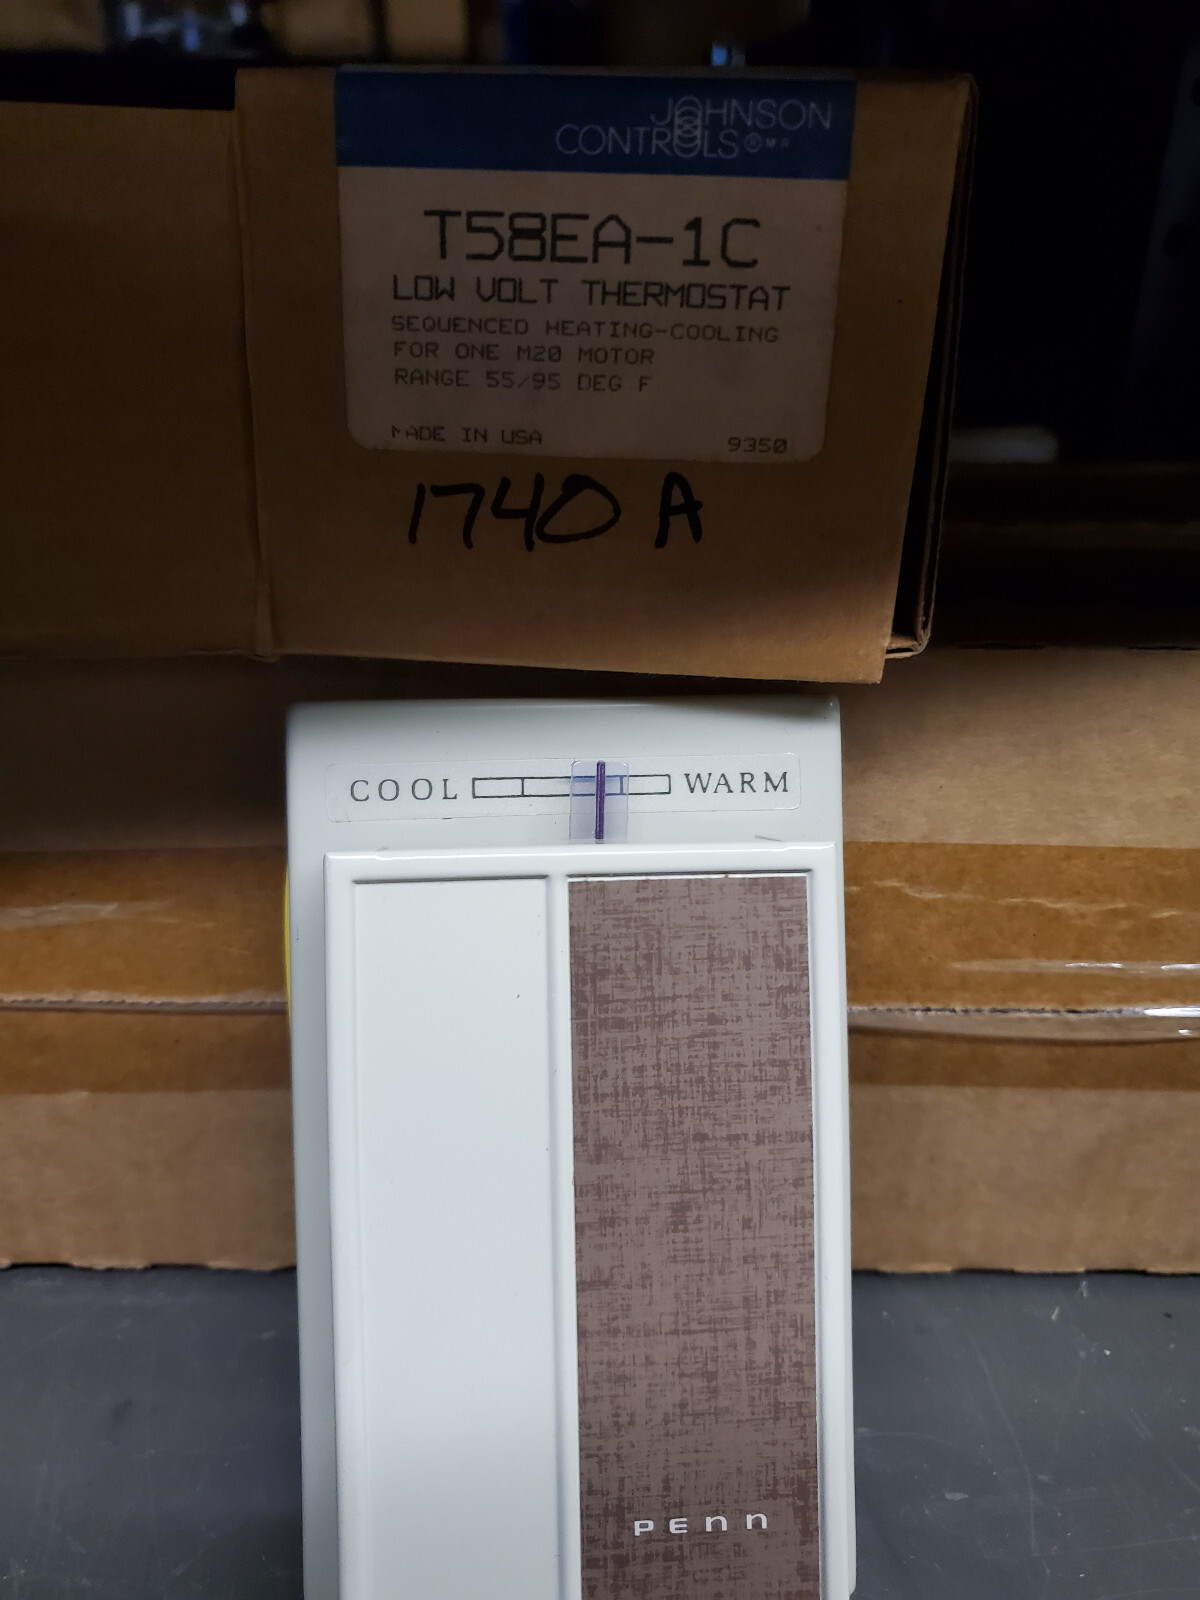 JOHNSON
CONTROLS ® M R
T58EA-1C
LOW VOLT THERMOSTAT
SEQUENCED HEATING-COOLING
FOR ONE M20 MOTOR
RANGE 55/95 DEG F
MADE IN USA 9350
1740 A
COOL WARM
PENN